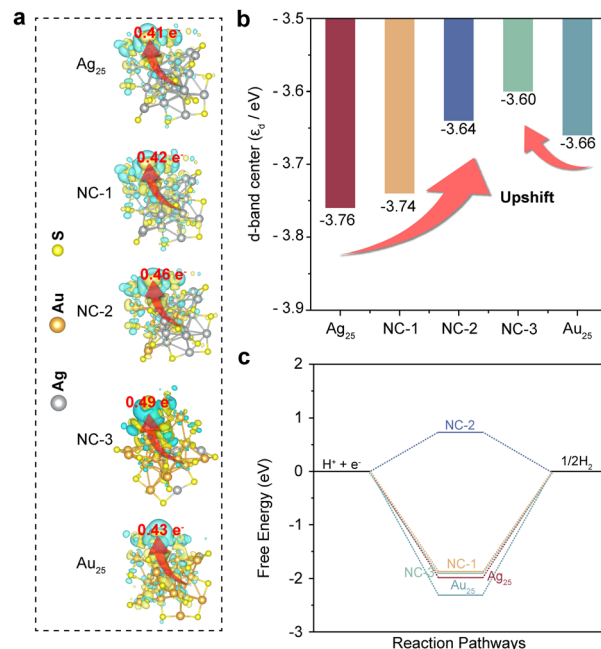 a
Ag25
0.41 e-
NC-1
0.42 e-
NC-2
0.46 e-
NC-3
0.49 e-
Au25
0.43 e-
S
Au
Ag
b
d-band center (εd / eV)
- 3.5
- 3.6
- 3.7
- 3.8
- 3.9
-3.76
-3.74
-3.64
-3.60
-3.66
Upshift
Ag25 NC-1 NC-2 NC-3 Au25
c
Free Energy (eV)
2
1
0
-1
-2
-3
H+ + e-
NC-2
1/2H2
NC-1
NC-3
Ag25
Au25
Reaction Pathways